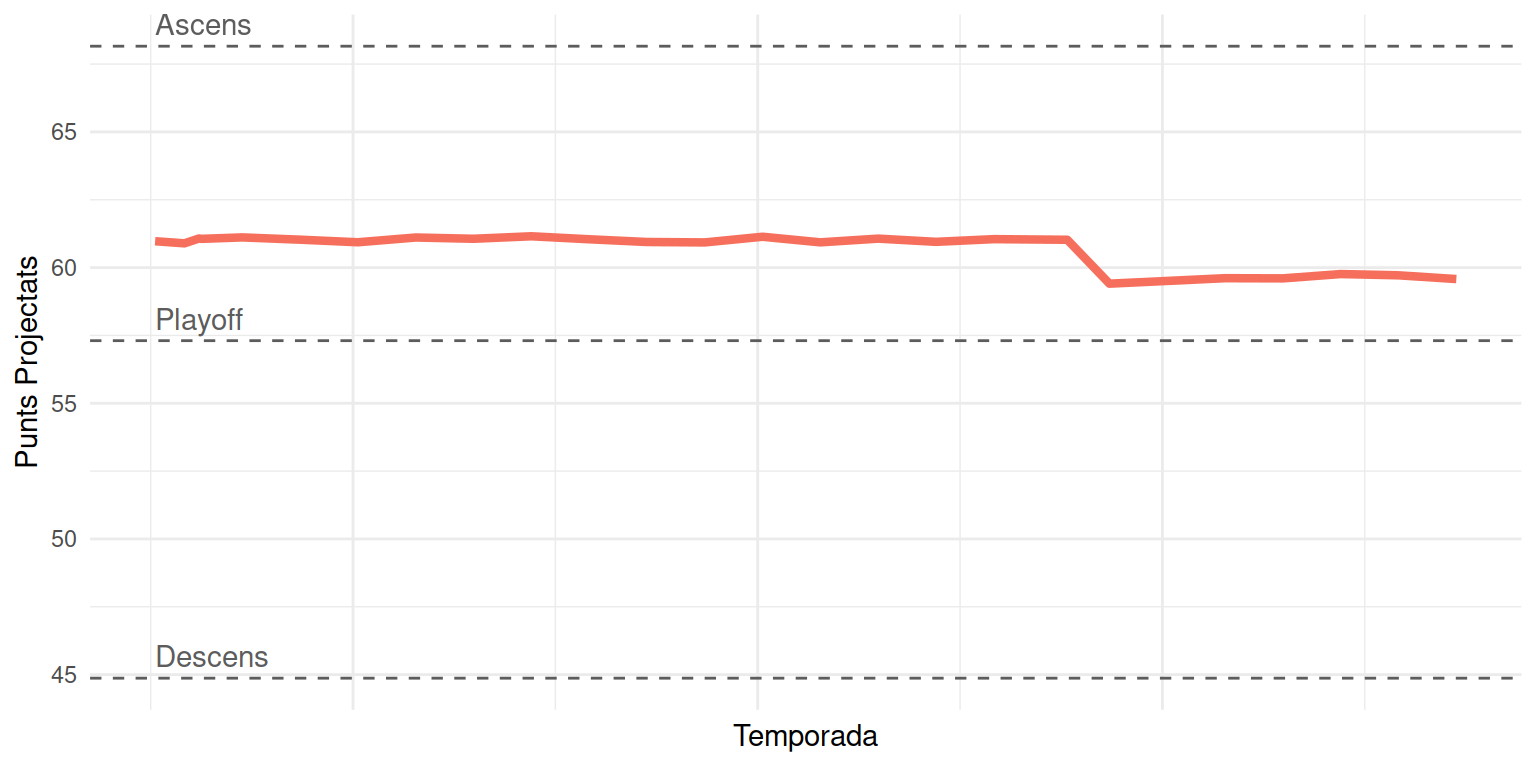 Ascens
65
60
Playoff
55
50
Descens
45
Punts Projectats
Temporada